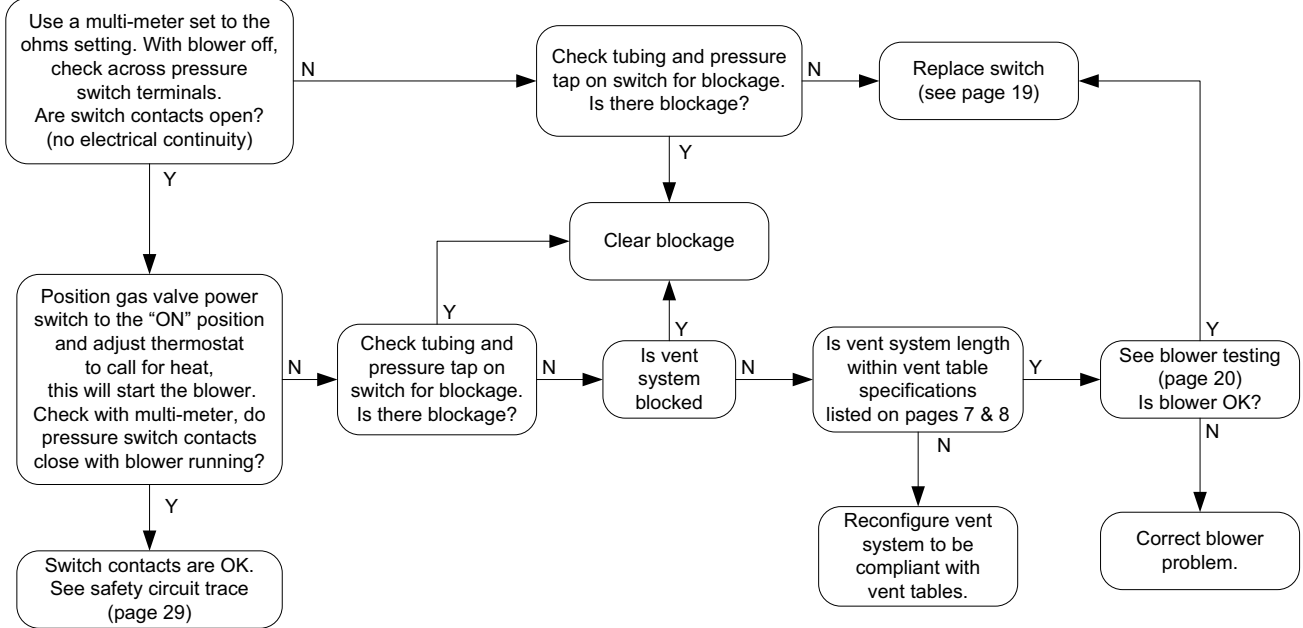 Use a multi-meter set to the
ohms setting. With blower off,
check across pressure
switch terminals.
Are switch contacts open?
(no electrical continuity)
N
Check tubing and pressure
tap on switch for blockage.
Is there blockage?
N
Replace switch
(see page 19)
Y
Y
Clear blockage
Position gas valve power
switch to the “ON” position
and adjust thermostat
to call for heat,
this will start the blower.
Check with multi-meter, do
pressure switch contacts
close with blower running?
N
Y
Check tubing and
pressure tap on
switch for blockage.
Is there blockage?
N
Y
Is vent
system
blocked
N
Is vent system length
within vent table
specifications
listed on pages 7 & 8
Y
Y
See blower testing
(page 20)
Is blower OK?
Y
N
N
Switch contacts are OK.
See safety circuit trace
(page 29)
Reconfigure vent
system to be
compliant with
vent tables.
Correct blower
problem.